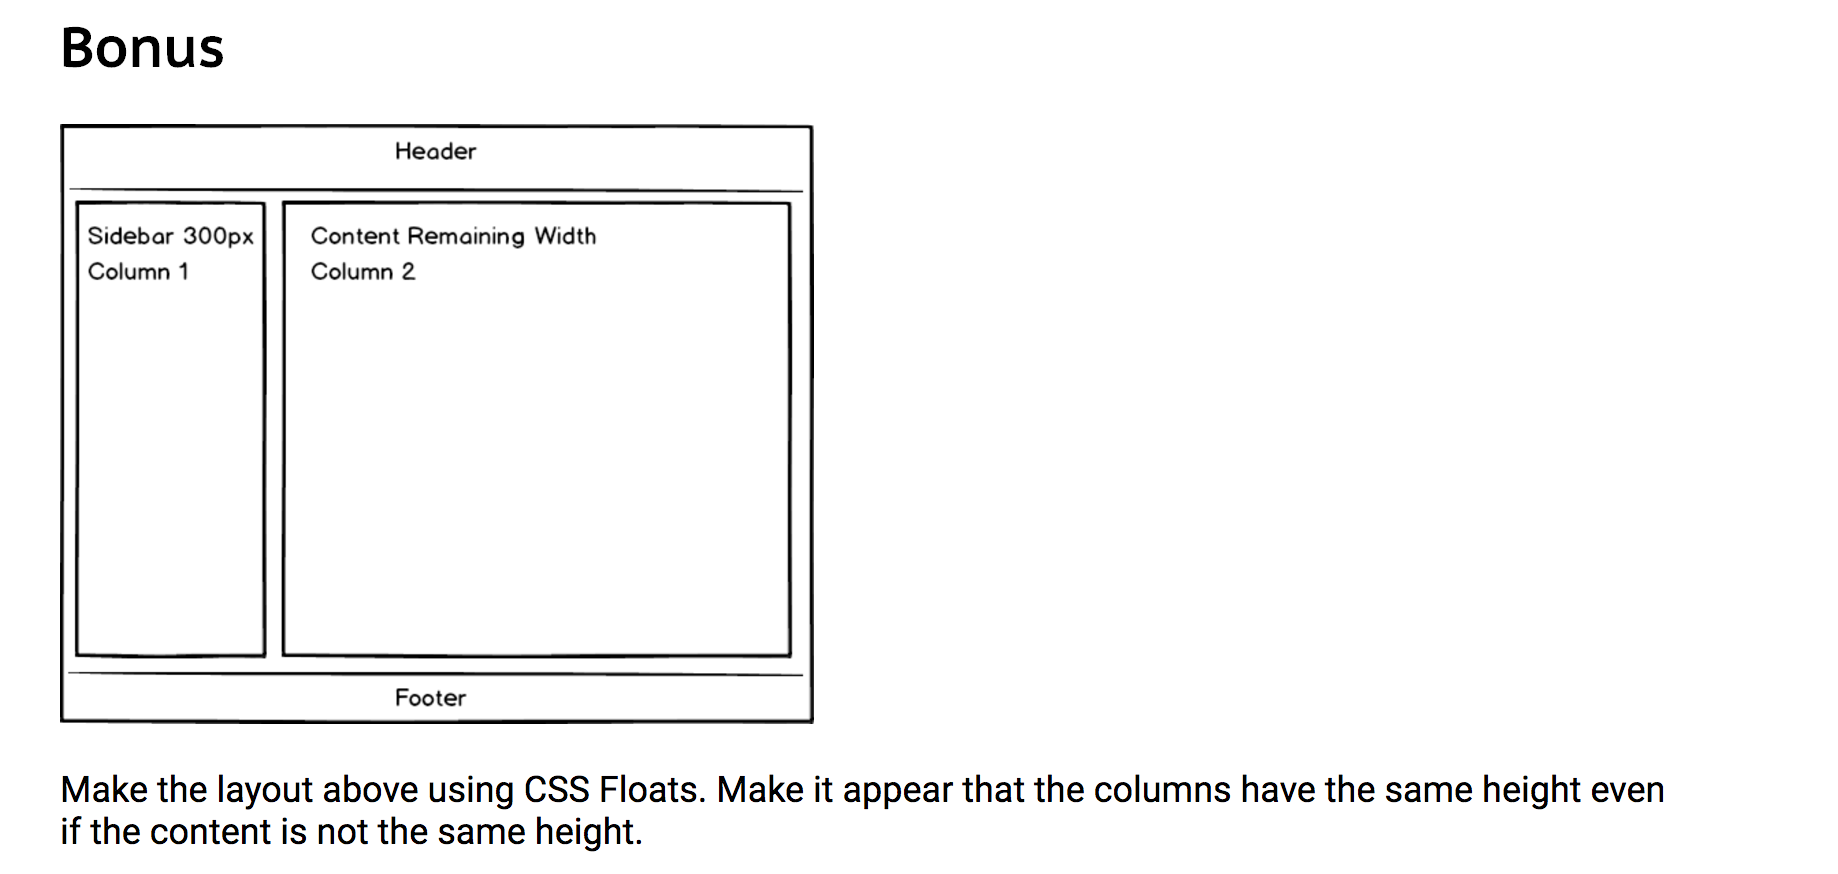 Bonus
Header
Sidebar 300px
Column 1
Content Remaining Width
Column 2
Footer
Make the layout above using CSS Floats. Make it appear that the columns have the same height even
if the content is not the same height.